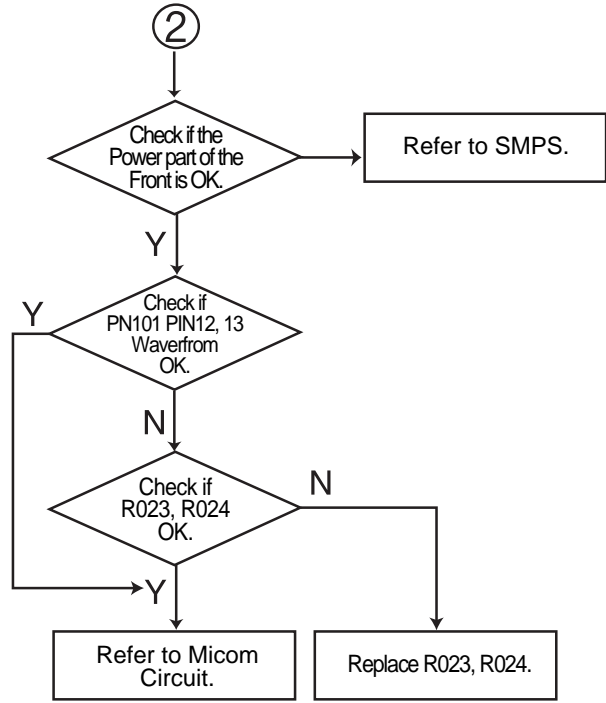 2
Check if the
Power part of the
Front is OK.
Refer to SMPS.
Y
Check if
PN101 PIN12, 13
Waverfrom
OK.
Y
N
Check if
R023, R024
OK.
N
Y
Refer to Micom
Circuit.
Replace R023, R024.